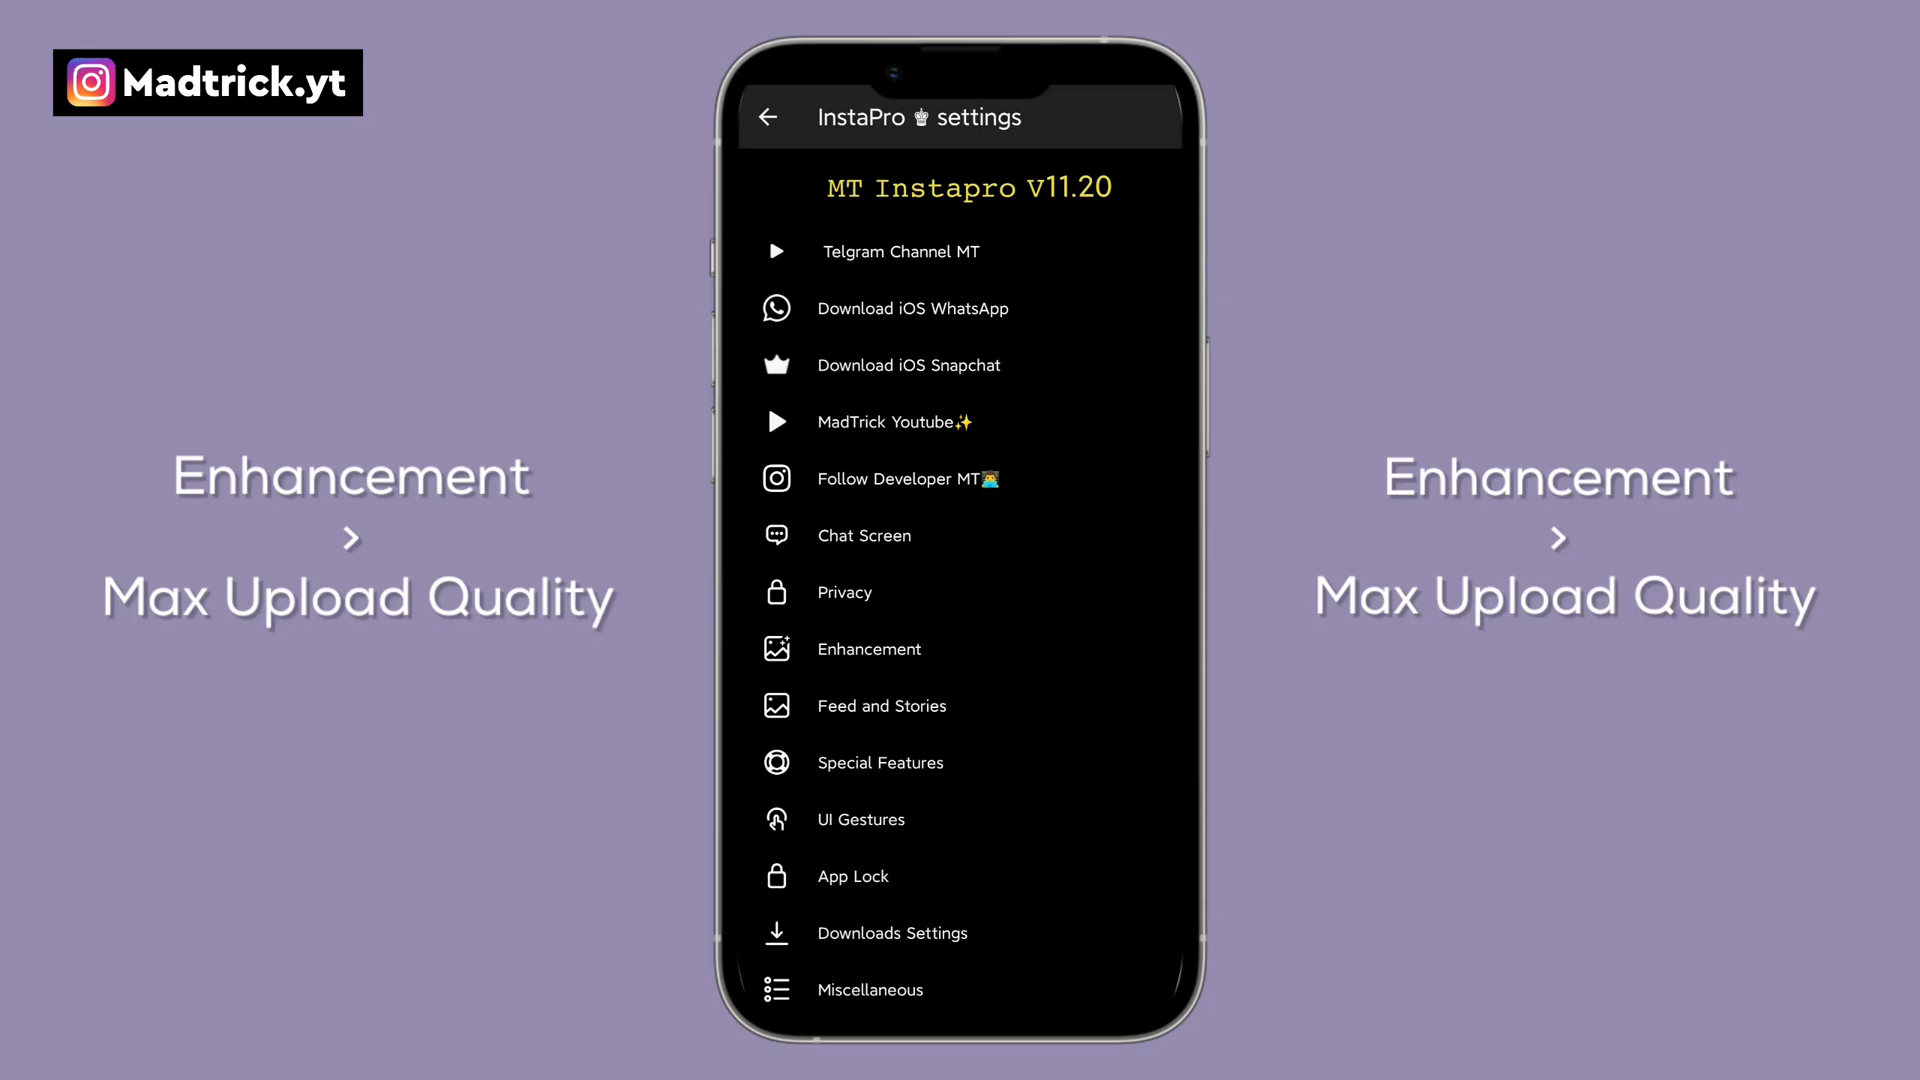 Madtrick.yt
InstaPro ♚ settings
MT Instapro V11.20
Telgram Channel MT
Download iOS WhatsApp
Download iOS Snapchat
MadTrick Youtube✨
Follow Developer MT👨‍💻
Chat Screen
Privacy
Enhancement
Feed and Stories
Special Features
UI Gestures
App Lock
Downloads Settings
Miscellaneous
Enhancement
>
Max Upload Quality
Enhancement
>
Max Upload Quality